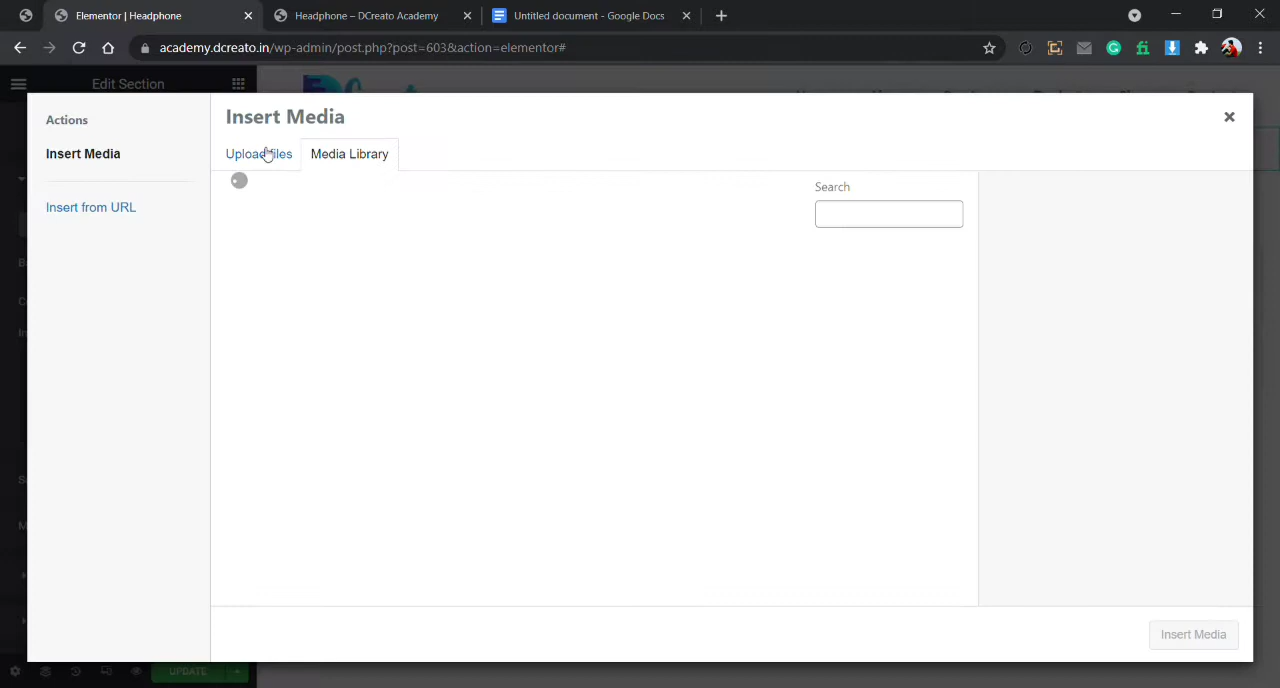 Elementor | Headphone
Headphone – DCreato Academy
Untitled document - Google Docs
academy.dcreato.in/wp-admin/post.php?post=603&action=elementor#
Edit Section
Actions
Insert Media
Insert from URL
Insert Media
Upload files
Media Library
Search
Insert Media
UPDATE